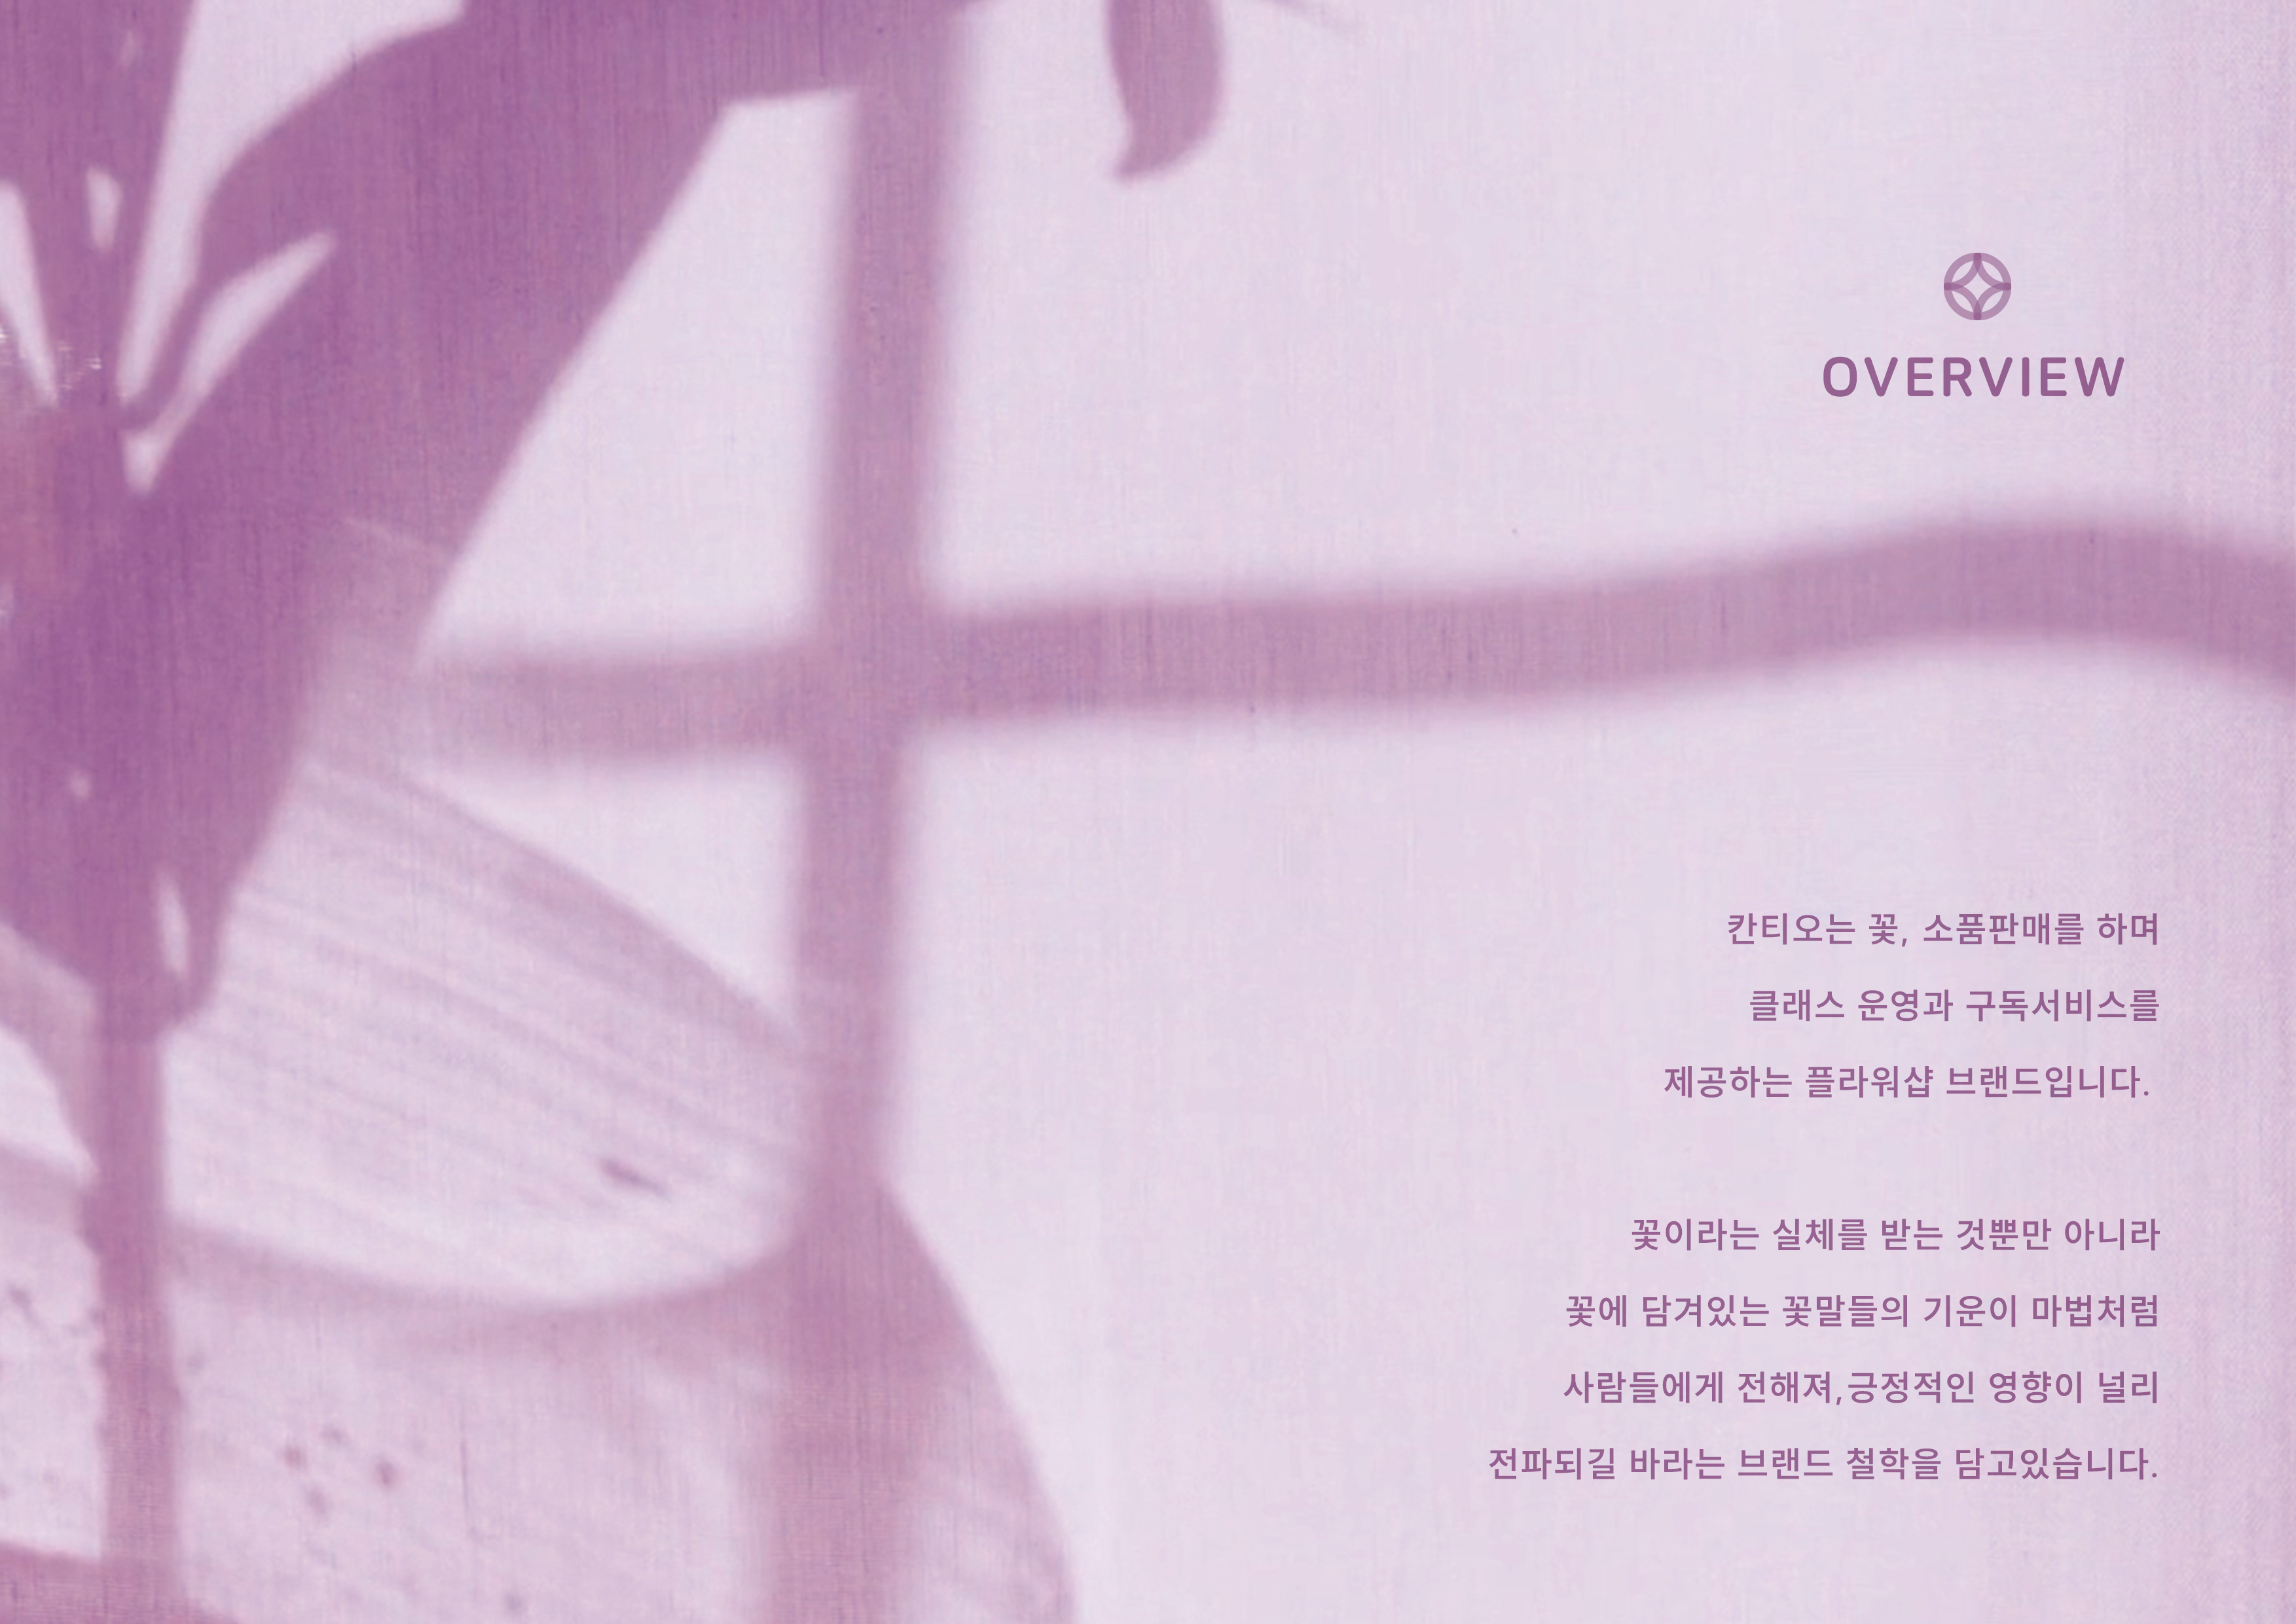 OVERVIEW
칸티오는 꽃, 소품판매를 하며
클래스 운영과 구독서비스를
제공하는 플라워샵 브랜드입니다.
꽃이라는 실체를 받는 것뿐만 아니라
꽃에 담겨있는 꽃말들의 기운이 마법처럼
사람들에게 전해져,긍정적인 영향이 널리
전파되길 바라는 브랜드 철학을 담고있습니다.